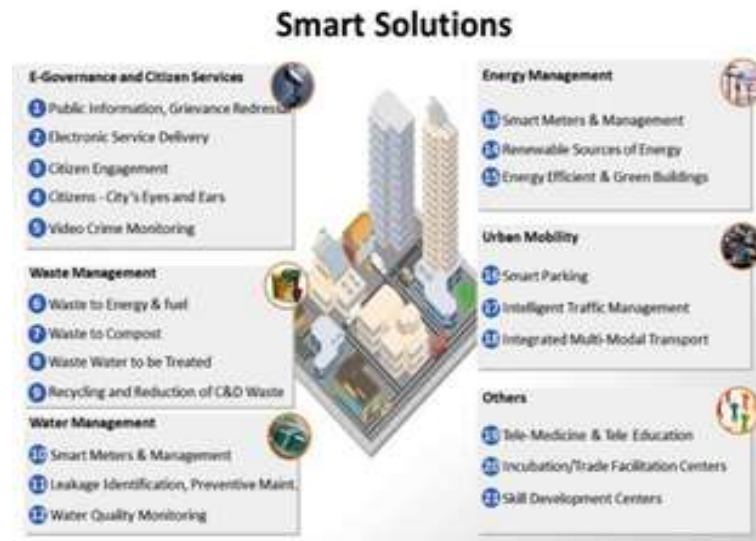 Smart Solutions
E-Governance and Citizen Services
1 Public Information, Grievance Redressal
2 Electronic Service Delivery
3 Citizen Engagement
4 Citizens - City's Eyes and Ears
5 Video Crime Monitoring
Waste Management
6 Waste to Energy & fuel
7 Waste to Compost
8 Waste Water to be Treated
9 Recycling and Reduction of C&D Waste
Water Management
10 Smart Meters & Management
11 Leakage Identification, Preventive Maint.
12 Water Quality Monitoring
Energy Management
13 Smart Meters & Management
14 Renewable Sources of Energy
15 Energy Efficient & Green Buildings
Urban Mobility
16 Smart Parking
17 Intelligent Traffic Management
18 Integrated Multi-Modal Transport
Others
19 Tele-Medicine & Tele Education
20 Incubation/Trade Facilitation Centers
21 Skill Development Centers